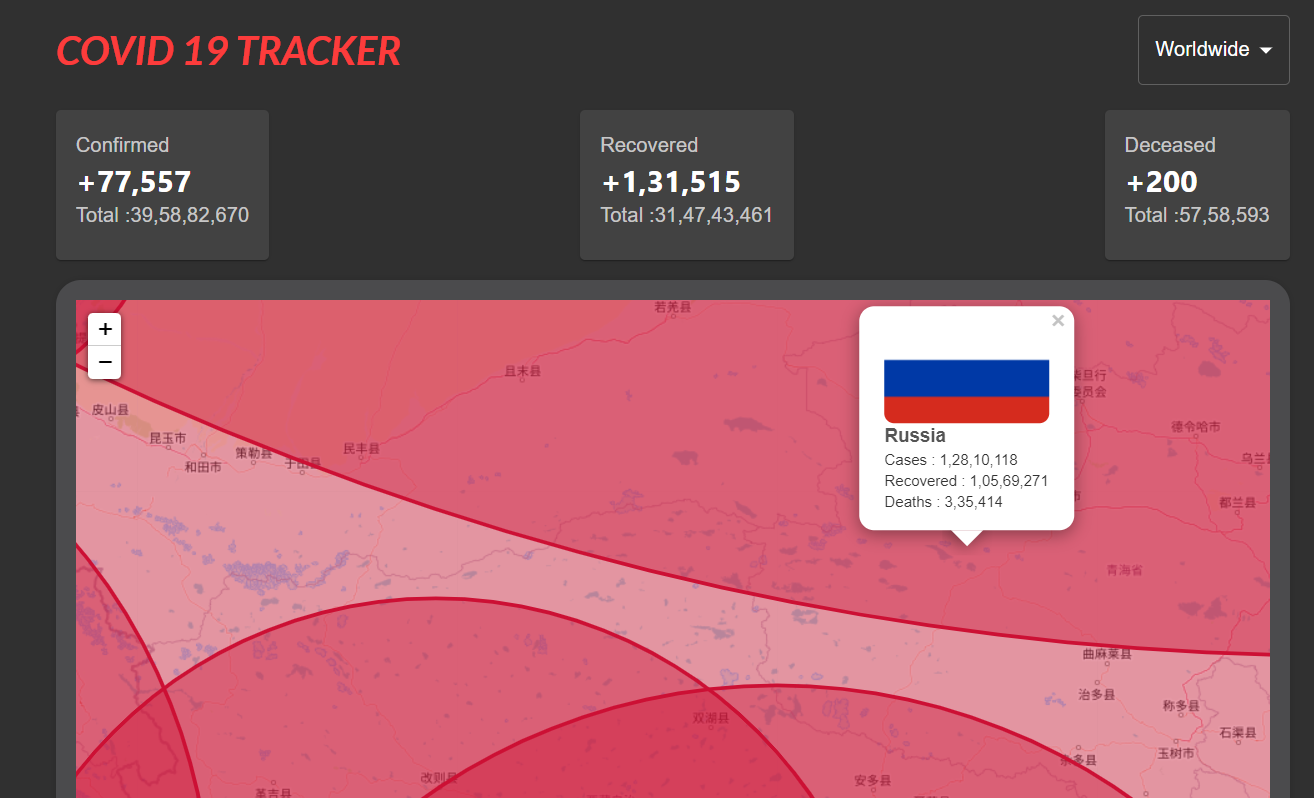 COVID 19 TRACKER
Worldwide
Confirmed
+77,557
Total :39,58,82,670
Recovered
+1,31,515
Total :31,47,43,461
Deceased
+200
Total :57,58,593
+
−
×
Russia
Cases : 1,28,10,118
Recovered : 1,05,69,271
Deaths : 3,35,414
若羌县
且末县
皮山县
昆玉市
和田市
策勒县
于田县
民丰县
德令哈市
都兰县
青海省
曲麻莱县
治多县
称多县
石渠县
玉树市
双湖县
改则县
安多县
革吉县